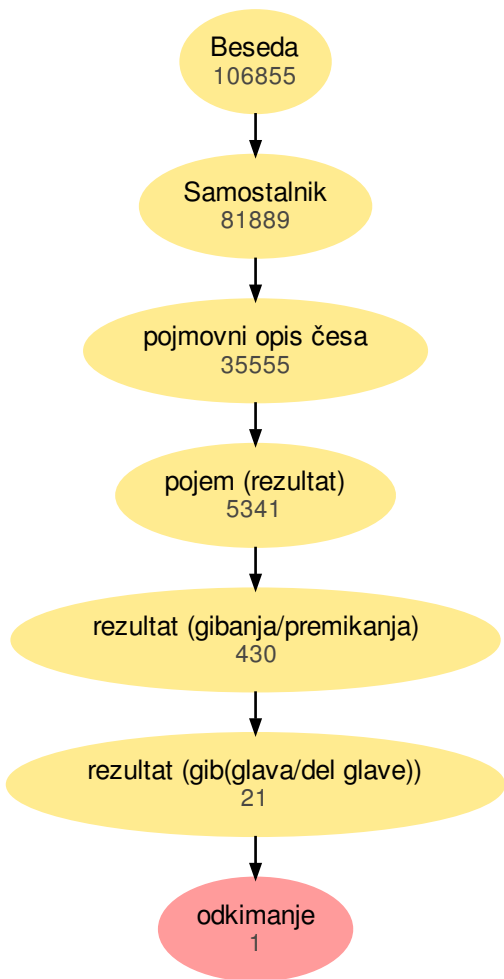 Beseda
106855
Samostalnik
81889
pojmovni opis česa
35555
pojem (rezultat)
5341
rezultat (gibanja/premikanja)
430
rezultat (gib(glava/del glave))
21
odkimanje
1